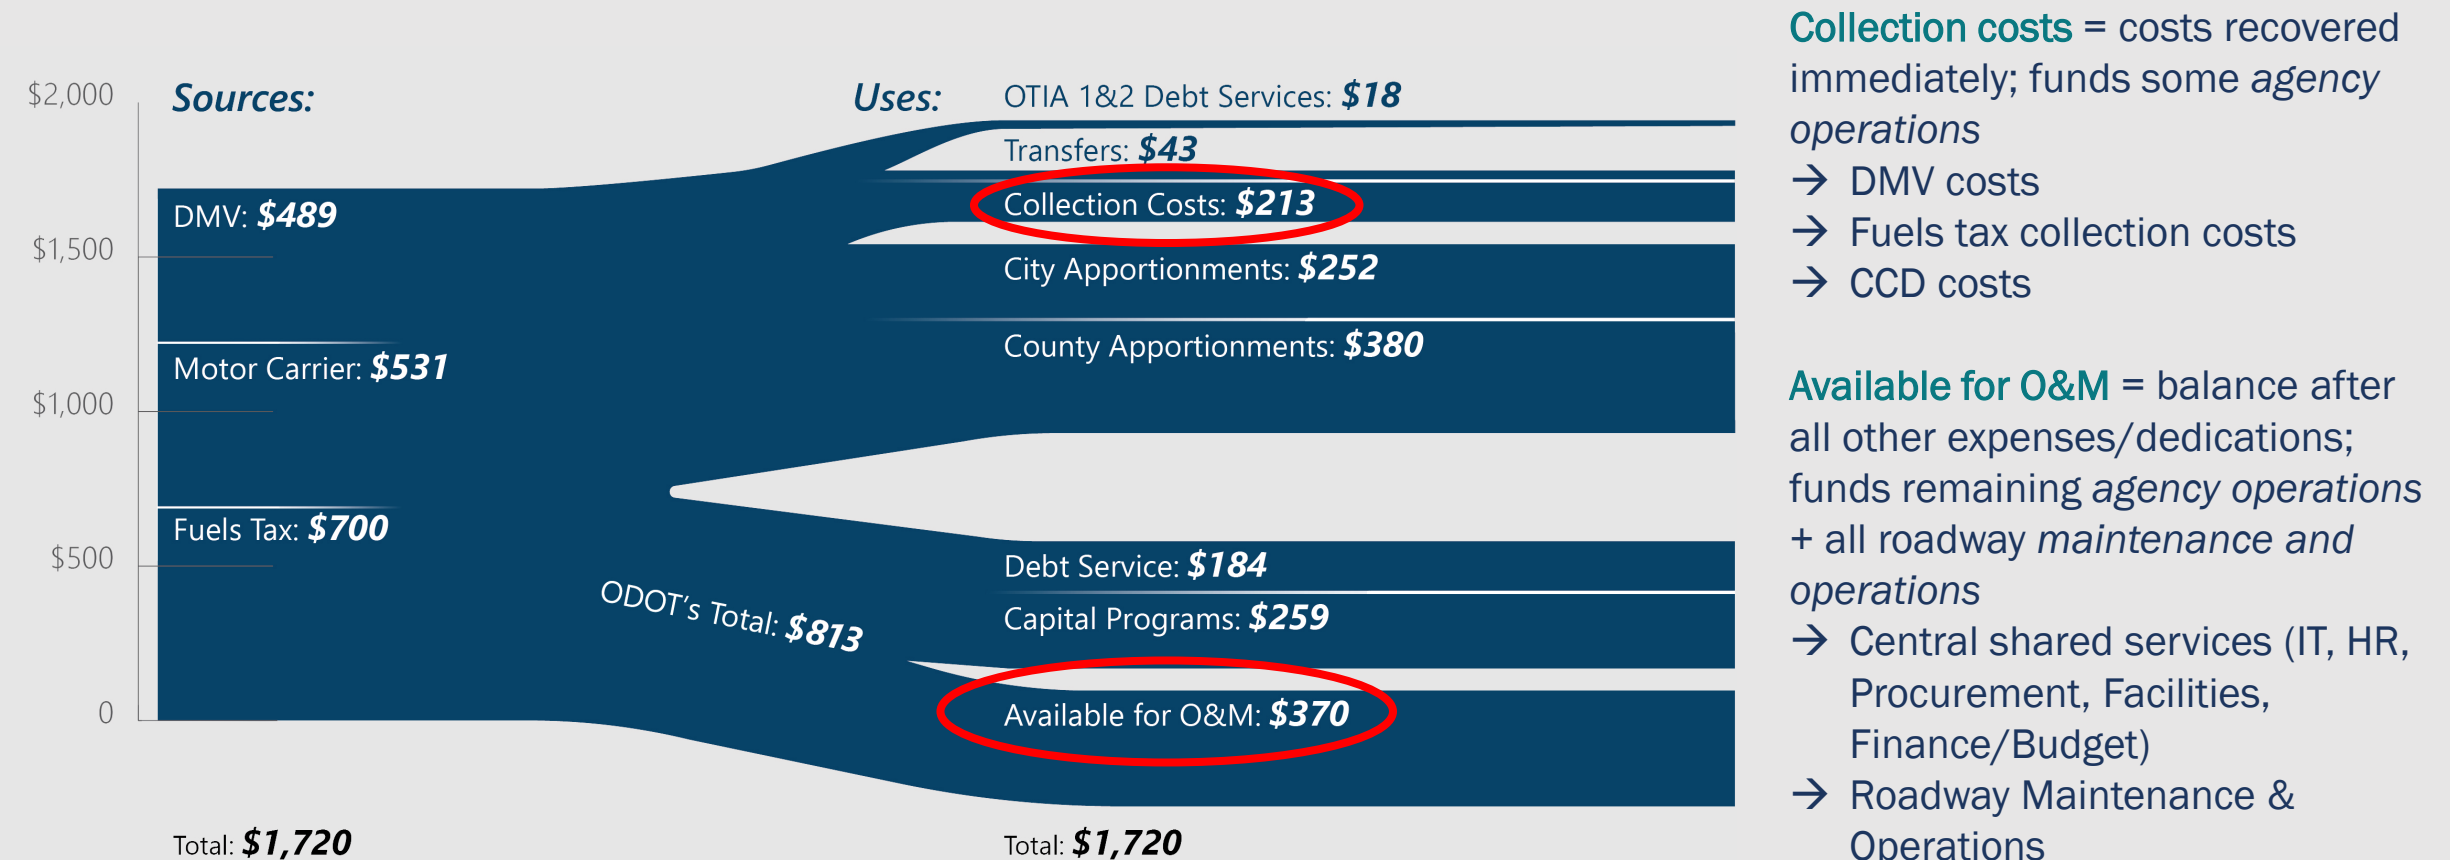 $2,000
$1,500
$1,000
$500
0
Sources:
DMV: $489
Motor Carrier: $531
Fuels Tax: $700
Total: $1,720
ODOT's Total: $813
Uses:
OTIA 1&2 Debt Services: $18
Transfers: $43
Collection Costs: $213
City Apportionments: $252
County Apportionments: $380
Debt Service: $184
Capital Programs: $259
Available for O&M: $370
Total: $1,720
Collection costs = costs recovered
immediately; funds some agency
operations
→ DMV costs
→ Fuels tax collection costs
→ CCD costs
Available for O&M = balance after
all other expenses/dedications;
funds remaining agency operations
+ all roadway maintenance and
operations
→ Central shared services (IT, HR,
Procurement, Facilities,
Finance/Budget)
→ Roadway Maintenance &
Operations